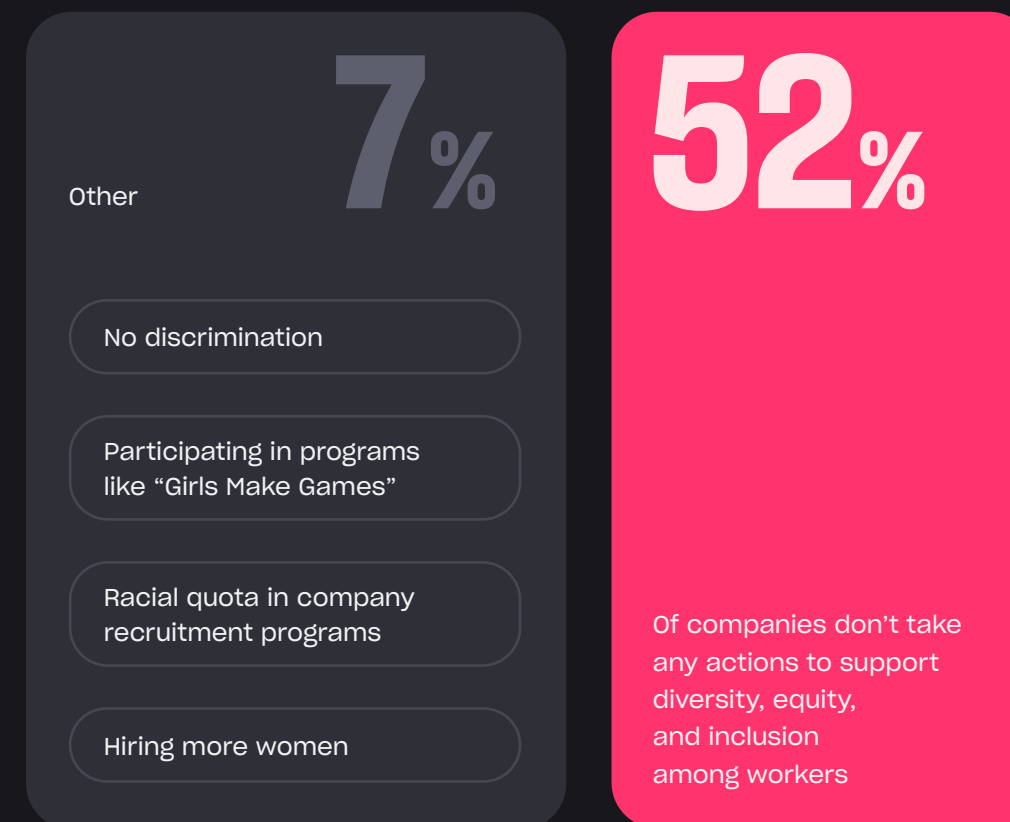 7%
Other
No discrimination
Participating in programs
like “Girls Make Games”
Racial quota in company
recruitment programs
Hiring more women
52%
Of companies don’t take
any actions to support
diversity, equity,
and inclusion
among workers